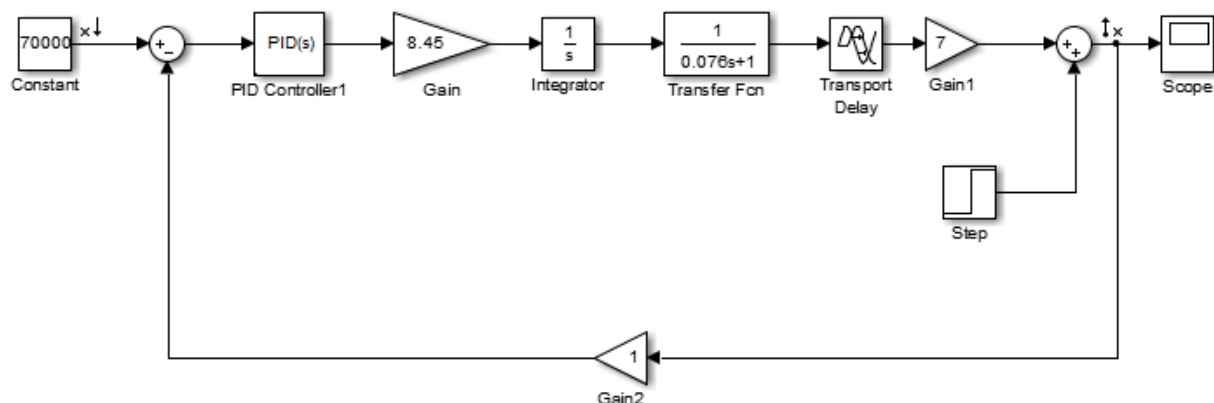 70000
Constant
+
−
PID(s)
PID Controller1
8.45
Gain
1
s
Integrator
1
0.076s+1
Transfer Fcn
Transport
Delay
7
Gain1
+
+
Scope
Step
1
Gain2